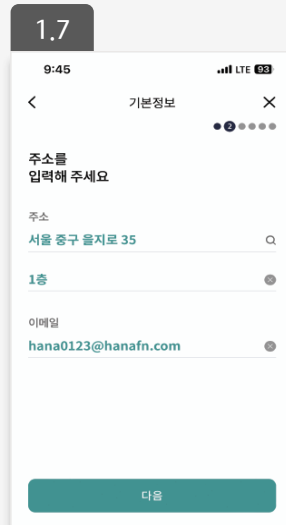 1.7
9:45 LTE 93
기본정보
2
주소를
입력해 주세요
주소
서울 중구 을지로 35
1층
이메일
hana0123@hanafn.com
다음